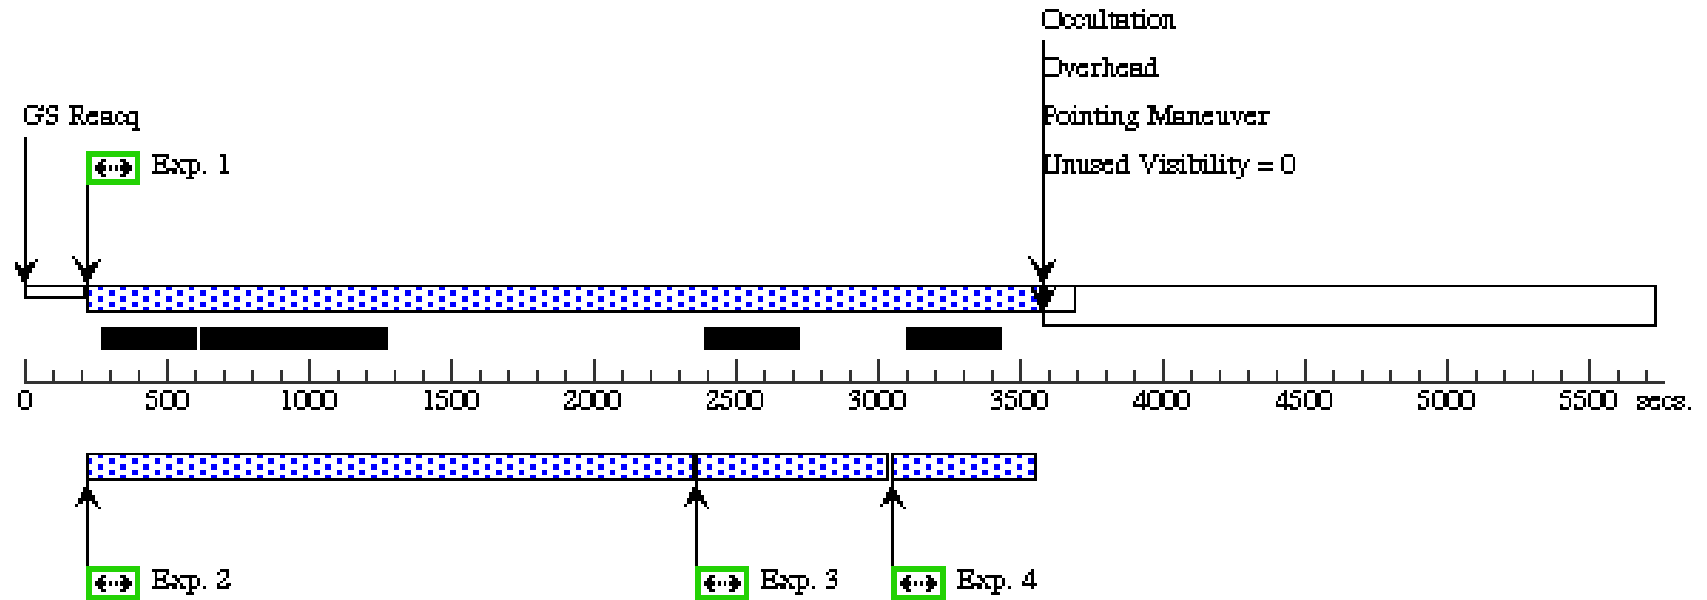 Occultation
Overhead
GS Reacq
Pointing Maneuver
Exp. 1
Unused Visibility = 0
0 500 1000 1500 2000 2500 3000 3500 4000 4500 5000 5500 secs.
Exp. 2
Exp. 3
Exp. 4